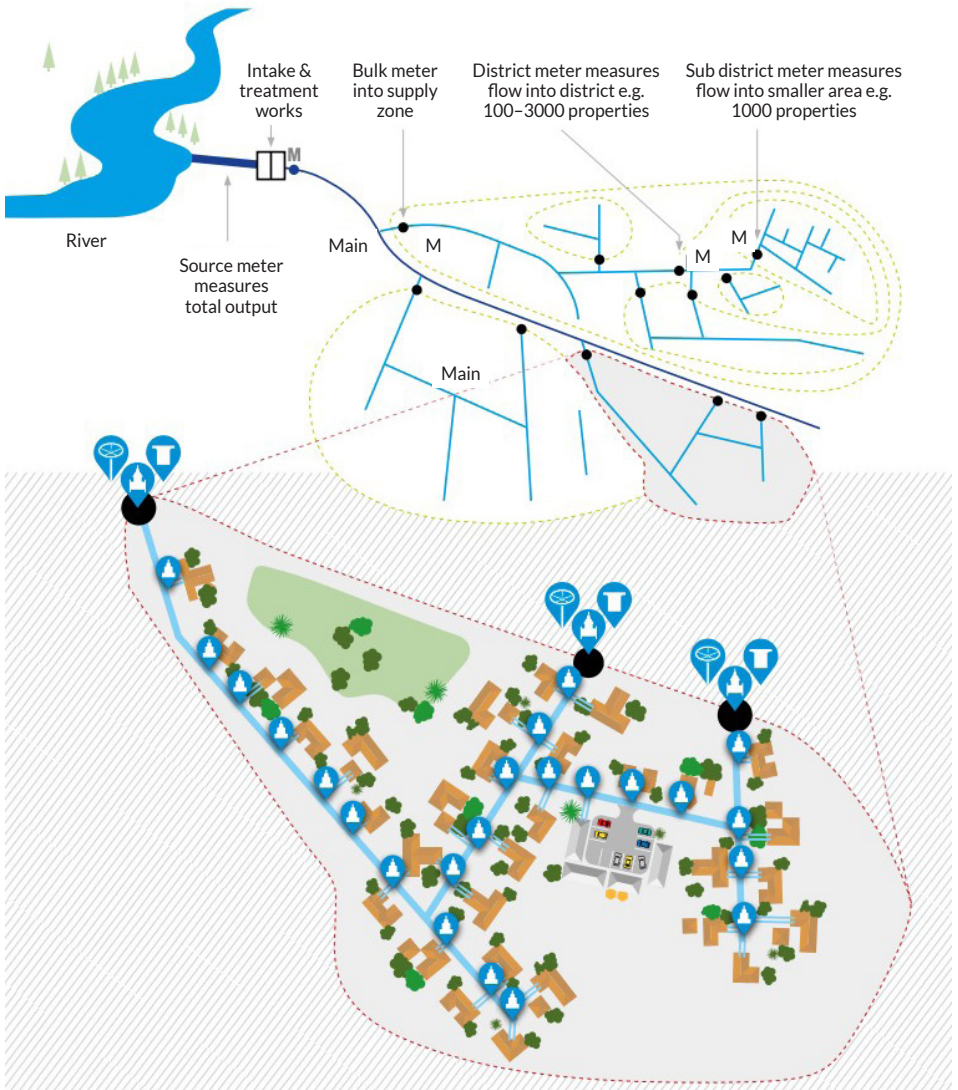 Intake &
treatment
works
Bulk meter
into supply
zone
District meter measures
flow into district e.g.
100–3000 properties
Sub district meter measures
flow into smaller area e.g.
1000 properties
M
River
Source meter
measures
total output
Main
M
M
M
Main